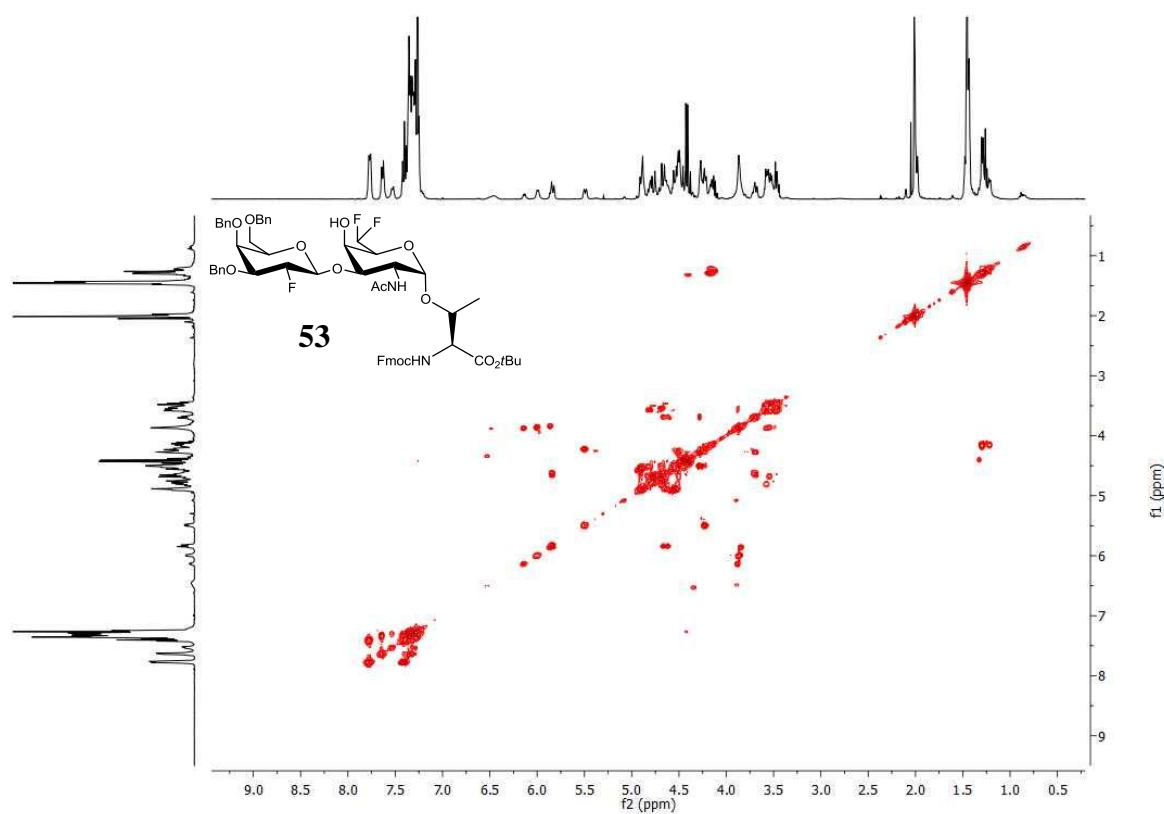 BnO
OBn
HO
F
F
O
O
BnO
F
O
AcNH
O
53
FmocHN
CO2tBu
1
2
3
4
5
6
7
8
9
f1 (ppm)
9.0 8.5 8.0 7.5 7.0 6.5 6.0 5.5 5.0 4.5 4.0 3.5 3.0 2.5 2.0 1.5 1.0 0.5
f2 (ppm)